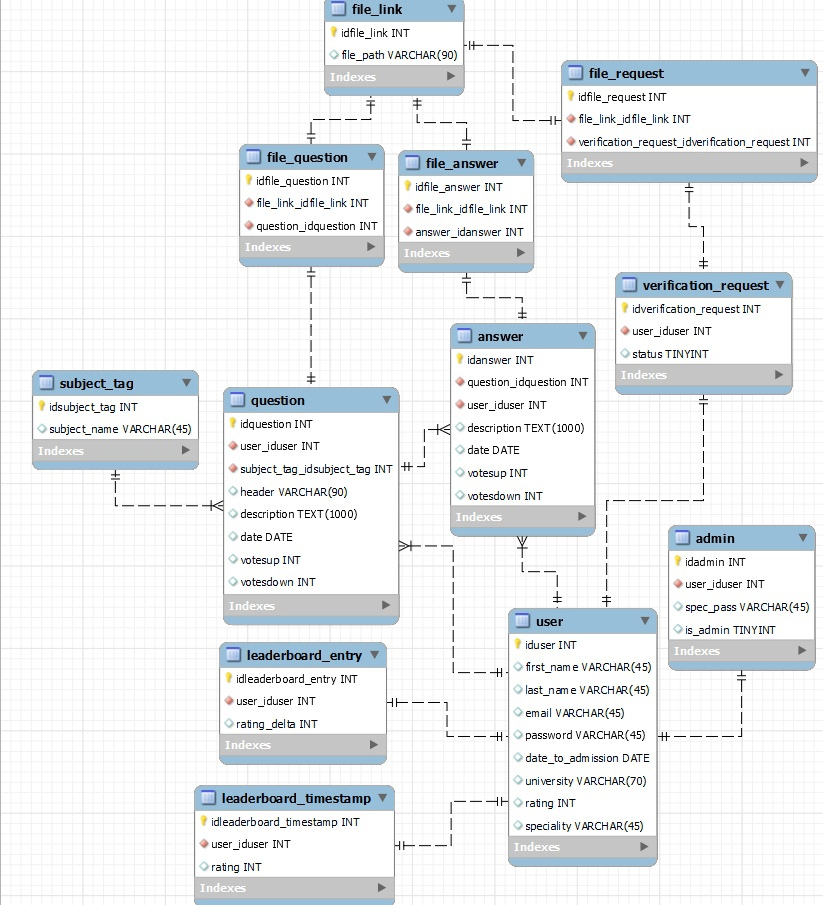 file_link
idfile_link INT
file_path VARCHAR(90)
Indexes
file_request
idfile_request INT
file_link_idfile_link INT
verification_request_idverification_request INT
Indexes
file_question
idfile_question INT
file_link_idfile_link INT
question_idquestion INT
Indexes
file_answer
idfile_answer INT
file_link_idfile_link INT
answer_idanswer INT
Indexes
verification_request
idverification_request INT
user_iduser INT
status TINYINT
Indexes
answer
idanswer INT
question_idquestion INT
user_iduser INT
description TEXT(1000)
date DATE
votesup INT
votesdown INT
Indexes
subject_tag
idsubject_tag INT
subject_name VARCHAR(45)
Indexes
question
idquestion INT
user_iduser INT
subject_tag_idsubject_tag INT
header VARCHAR(90)
description TEXT(1000)
date DATE
votesup INT
votesdown INT
Indexes
admin
idadmin INT
user_iduser INT
spec_pass VARCHAR(45)
is_admin TINYINT
Indexes
user
iduser INT
first_name VARCHAR(45)
last_name VARCHAR(45)
email VARCHAR(45)
password VARCHAR(45)
date_to_admission DATE
university VARCHAR(70)
rating INT
speciality VARCHAR(45)
Indexes
leaderboard_entry
idleaderboard_entry INT
user_iduser INT
rating_delta INT
Indexes
leaderboard_timestamp
idleaderboard_timestamp INT
user_iduser INT
rating INT
Indexes